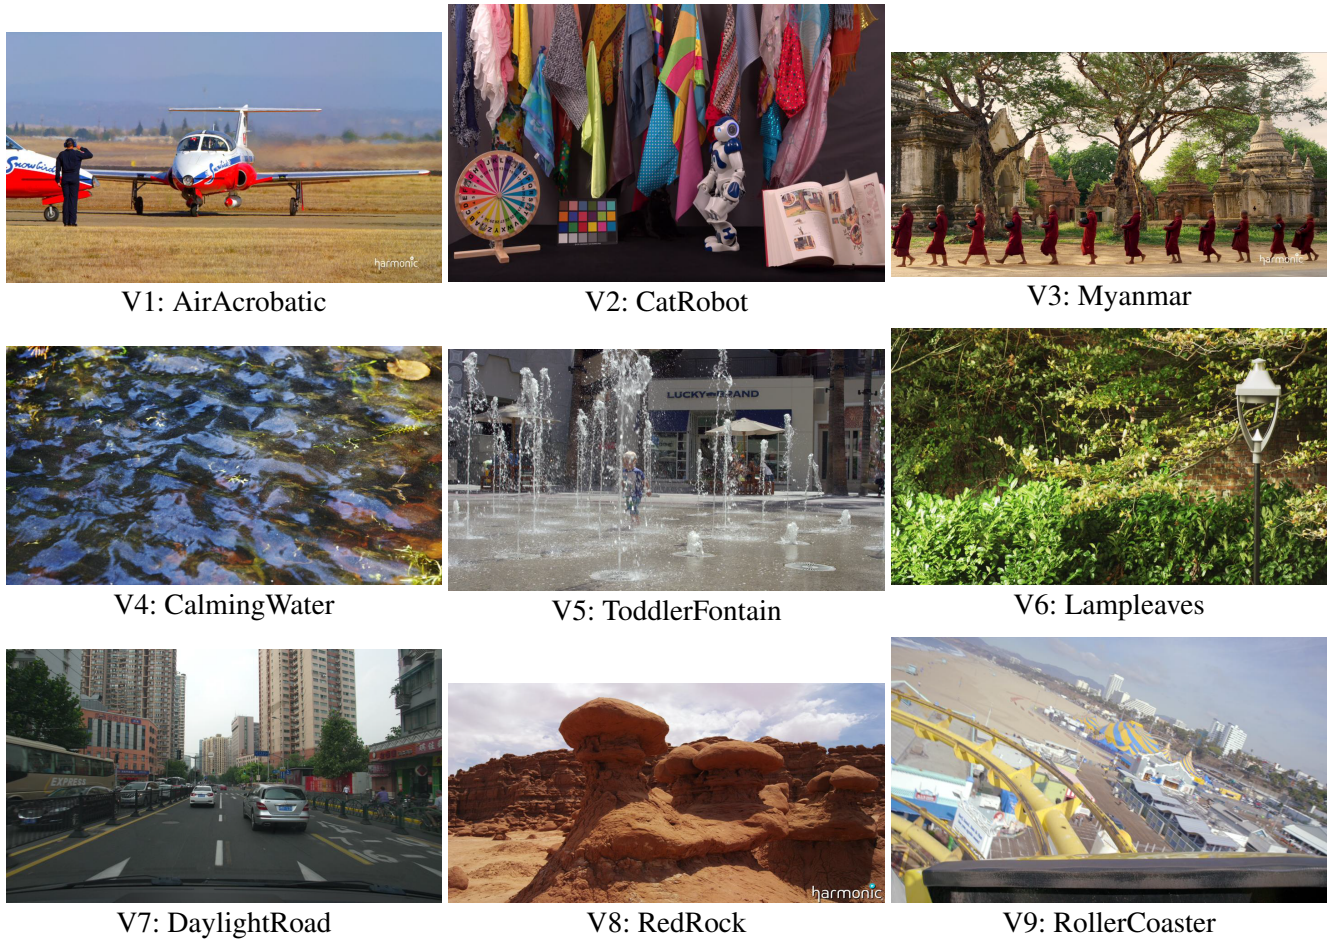 Snowbird
harmonic
V1: AirAcrobatic
V2: CatRobot
harmonic
V3: Myanmar
V4: CalmingWater
LUCKY BRAND
V5: ToddlerFontain
V6: Lampleaves
EXPRESS
V7: DaylightRoad
harmonic
V8: RedRock
V9: RollerCoaster